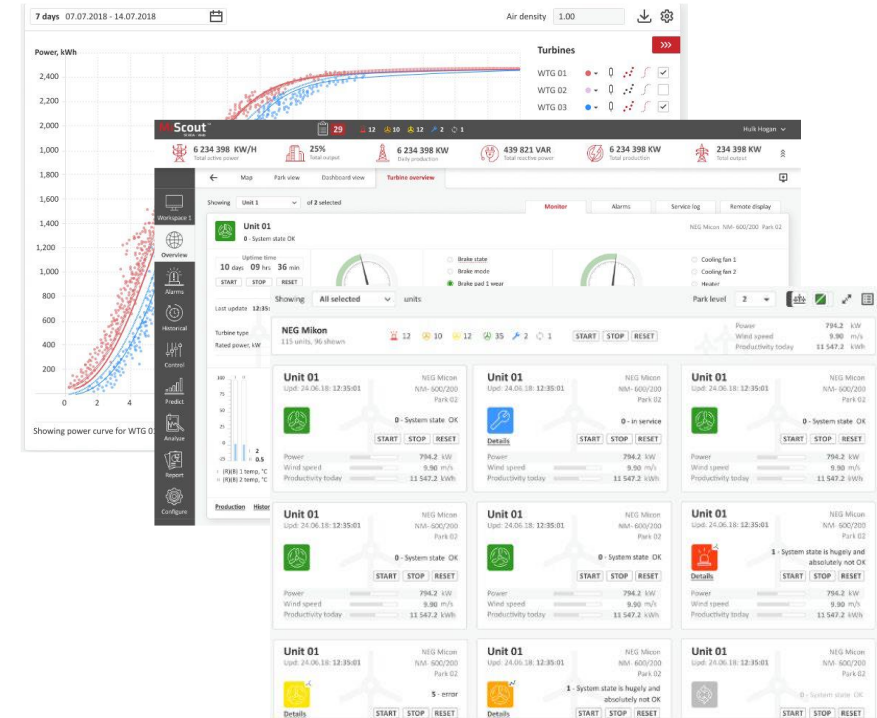 7 days 07.07.2018 - 14.07.2018
Air density 1.00
Power, kWh
2,400
2,200
2,000
1,800
1,600
1,400
1,200
1,000
800
600
400
200
0 2 4
Showing power curve for WTG 0
Turbines
WTG 01
WTG 02
WTG 03
Scout
29 12 10 12 2 1
Hulk Hogan
6 234 398 KW/H
Total active power
25%
Total output
6 234 398 KW
Daily production
439 821 VAR
Total reactive power
6 234 398 KW
Total production
234 398 KW
Total output
Map Park view Dashboard view Turbine overview
Workspace 1
Overview
Alarms
Historical
Control
Predict
Analyze
Report
Configure
Showing Unit 1 of 2 selected
Monitor Alarms Service log Remote display
Unit 01
0 - System state OK
NEG Micon NM- 600/200 Park 02
Uptime time
10 days 09 hrs 36 min
START STOP RESET
Brake state
Brake mode
Brake pad 1 wear
Cooling fan 1
Cooling fan 2
Heater
Last update 12:35:
Turbine type
Rated power, kW
100
75
50
25
0
-25
2
0.5
(R)(B) 1 temp, °C
(R)(B) 2 temp, °C
Production Histor
Showing All selected units
Park level 2
NEG Mikon
115 units, 96 shown
12 10 12 35 2 1
START STOP RESET
Power 794.2 kW
Wind speed 9.90 m/s
Productivity today 11 547.2 kWh
Unit 01 NEG Micon
Upd: 24.06.18: 12:35:01 NM- 600/200
Park 02
0 - System state OK
START STOP RESET
Power 794.2 kW
Wind speed 9.90 m/s
Productivity today 11 547.2 kWh
Unit 01 NEG Micon
Upd: 24.06.18: 12:35:01 NM- 600/200
Park 02
0 - in service
Details START STOP RESET
Power 794.2 kW
Wind speed 9.90 m/s
Productivity today 11 547.2 kWh
Unit 01 NEG Micon
Upd: 24.06.18: 12:35:01 NM- 600/200
Park 02
0 - System state OK
START STOP RESET
Power 794.2 kW
Wind speed 9.90 m/s
Productivity today 11 547.2 kWh
Unit 01 NEG Micon
Upd: 24.06.18: 12:35:01 NM- 600/200
Park 02
0 - System state OK
START STOP RESET
Power 794.2 kW
Wind speed 9.90 m/s
Productivity today 11 547.2 kWh
Unit 01 NEG Micon
Upd: 24.06.18: 12:35:01 NM- 600/200
Park 02
0 - System state OK
START STOP RESET
Power 794.2 kW
Wind speed 9.90 m/s
Productivity today 11 547.2 kWh
Unit 01 NEG Micon
Upd: 24.06.18: 12:35:01 NM- 600/200
Park 02
1 - System state is hugely and
absolutely not OK
Details START STOP RESET
Power 794.2 kW
Wind speed 9.90 m/s
Productivity today 11 547.2 kWh
Unit 01 NEG Micon
Upd: 24.06.18: 12:35:01 NM- 600/200
Park 02
5 - error
Details START STOP RESET
Unit 01 NEG Micon
Upd: 24.06.18: 12:35:01 NM- 600/200
Park 02
1 - System state is hugely and
absolutely not OK
Details START STOP RESET
Unit 01 NEG Micon
Upd: 24.06.18: 12:35:01 NM- 600/200
Park 02
0 - System state OK
START STOP RESET